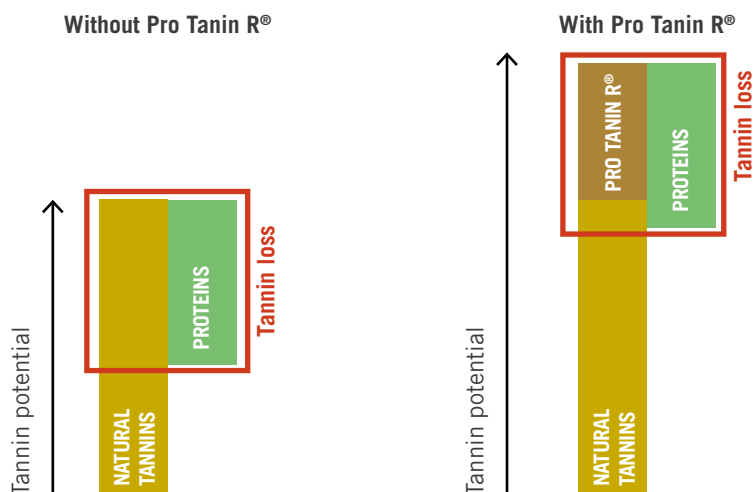 Without Pro Tanin R®
Tannin potential
NATURAL
TANNINS
PROTEINS
Tannin loss
With Pro Tanin R®
Tannin potential
PRO TANIN R®
NATURAL
TANNINS
PROTEINS
Tannin loss